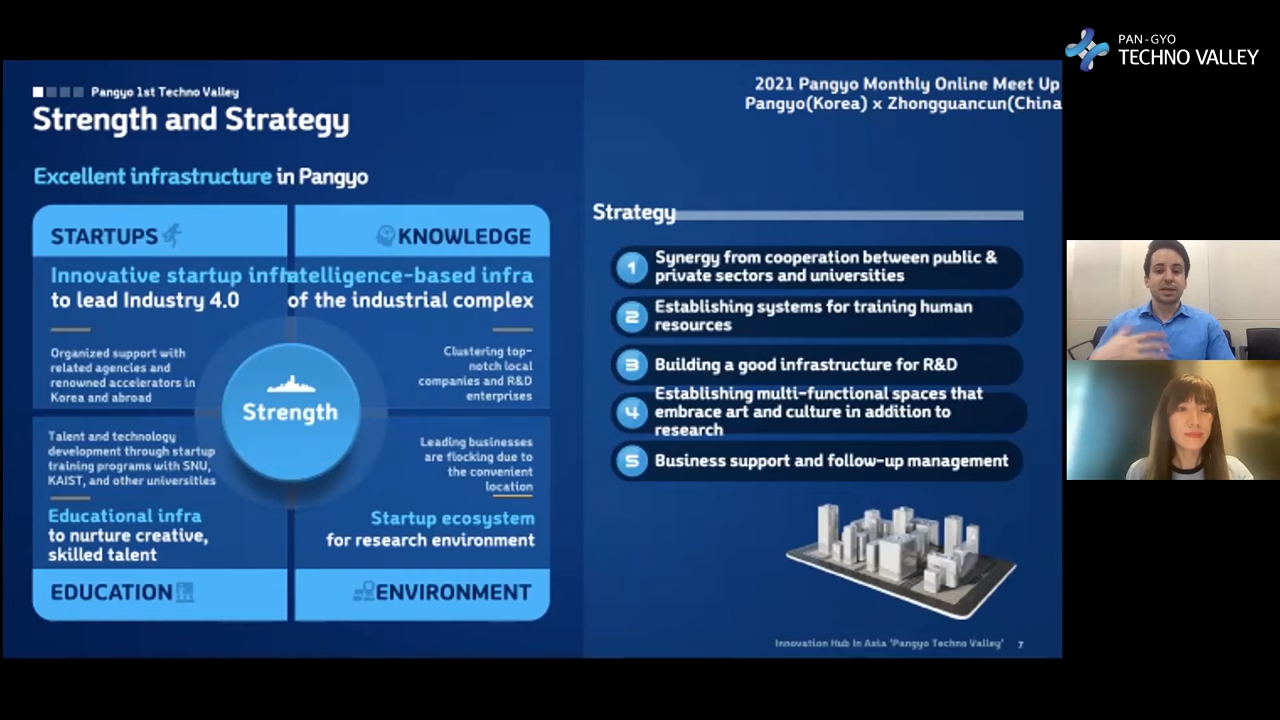 PAN-GYO
TECHNO VALLEY
Pangyo 1st Techno Valley
Strength and Strategy
2021 Pangyo Monthly Online Meet Up
Pangyo(Korea) x Zhongguancun(China
Excellent infrastructure in Pangyo
STARTUPS
Innovative startup infr
to lead Industry 4.0
Organized support with
related agencies and
renowned accelerators in
Korea and abroad
KNOWLEDGE
Intelligence-based infra
of the industrial complex
Clustering top-
notch local
companies and R&D
enterprises
Strength
Talent and technology
development through startup
training programs with SNU,
KAIST, and other universities
Educational infra
to nurture creative,
skilled talent
EDUCATION
Leading businesses
are flocking due to
the convenient
location
Startup ecosystem
for research environment
ENVIRONMENT
Strategy
1 Synergy from cooperation between public &
private sectors and universities
2 Establishing systems for training human
resources
3 Building a good infrastructure for R&D
4 Establishing multi-functional spaces that
embrace art and culture in addition to
research
5 Business support and follow-up management
Innovation Hub In Asia 'Pangyo Techno Valley' 7